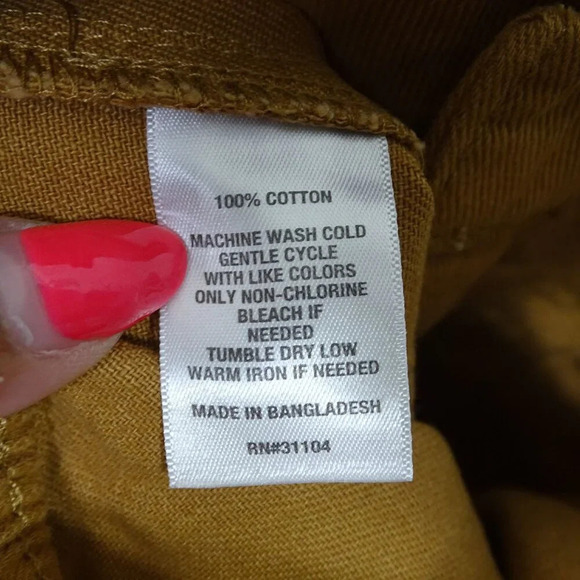 100% COTTON
MACHINE WASH COLD
GENTLE CYCLE
WITH LIKE COLORS
ONLY NON-CHLORINE
BLEACH IF
NEEDED
TUMBLE DRY LOW
WARM IRON IF NEEDED
MADE IN BANGLADESH
RN#31104